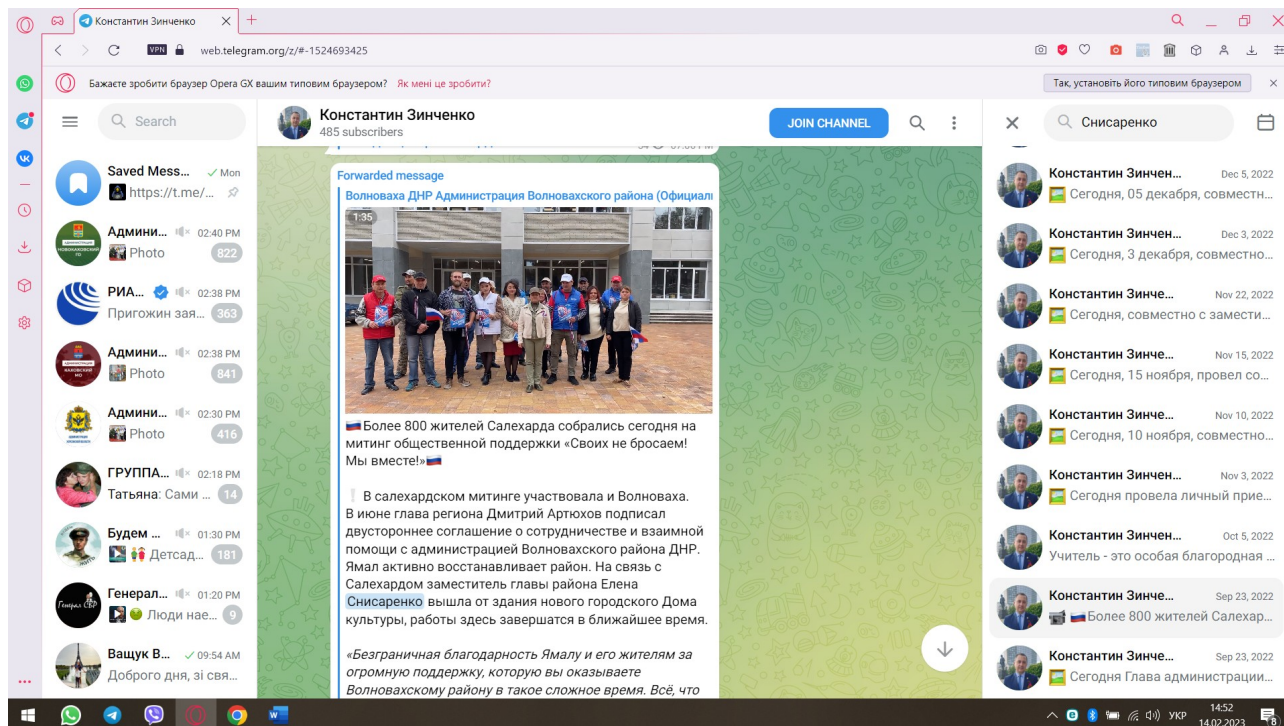 Константин Зинченко
web.telegram.org/z/#-1524693425
VPN
Бажаєте зробити браузер Opera GX вашим типовим браузером? Як мені це зробити?
Так, установіть його типовим браузером
Search
Saved Mess... Mon
https://t.me/...
Админи... 02:40 PM
Photo 822
РИА... 02:38 PM
Пригожин зая... 363
Админи... 02:38 PM
Photo 841
Админи... 02:30 PM
Photo 416
ГРУППА... 02:18 PM
Татьяна: Сами ... 14
Будем ... 01:30 PM
Детсад... 181
Генерал... 01:20 PM
Люди нае... 9
Ващук В... 09:54 AM
Доброго дня, зі свя...
Константин Зинченко
485 subscribers
JOIN CHANNEL
Forwarded message
Волноваха ДНР Администрация Волновахского района (Официал
1:35
Более 800 жителей Салехарда собрались сегодня на
митинг общественной поддержки «Своих не бросаем!
Мы вместе!»
В салехардском митинге участвовала и Волноваха.
В июне глава региона Дмитрий Артюхов подписал
двустороннее соглашение о сотрудничестве и взаимной
помощи с администрацией Волновахского района ДНР.
Ямал активно восстанавливает район. На связь с
Салехардом заместитель главы района Елена
Снисаренко вышла от здания нового городского Дома
культуры, работы здесь завершатся в ближайшее время.
«Безграничная благодарность Ямалу и его жителям за
огромную поддержку, которую вы оказываете
Волновахскому району в такое сложное время. Всё, что
Снисаренко
Константин Зинчен... Dec 5, 2022
Сегодня, 05 декабря, совместн...
Константин Зинчен... Dec 3, 2022
Сегодня, 3 декабря, совместно...
Константин Зинче... Nov 22, 2022
Сегодня, совместно с замести...
Константин Зинче... Nov 15, 2022
Сегодня, 15 ноября, провел со...
Константин Зинче... Nov 10, 2022
Сегодня, 10 ноября, совместно...
Константин Зинчен... Nov 3, 2022
Сегодня провела личный прие...
Константин Зинчен... Oct 5, 2022
Учитель - это особая благородная ...
Константин Зинче... Sep 23, 2022
Более 800 жителей Салехар...
Константин Зинче... Sep 23, 2022
Сегодня Глава администрации...
УКР
14:52
14.02.2023